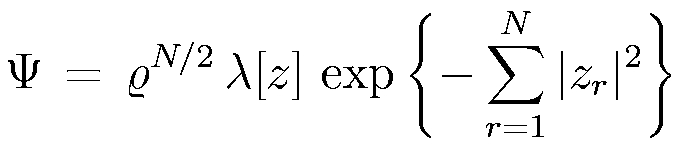 Ψ = ϱ^{N/2} λ[z] exp { − ∑_{r=1}^{N} |z_r|^2 }